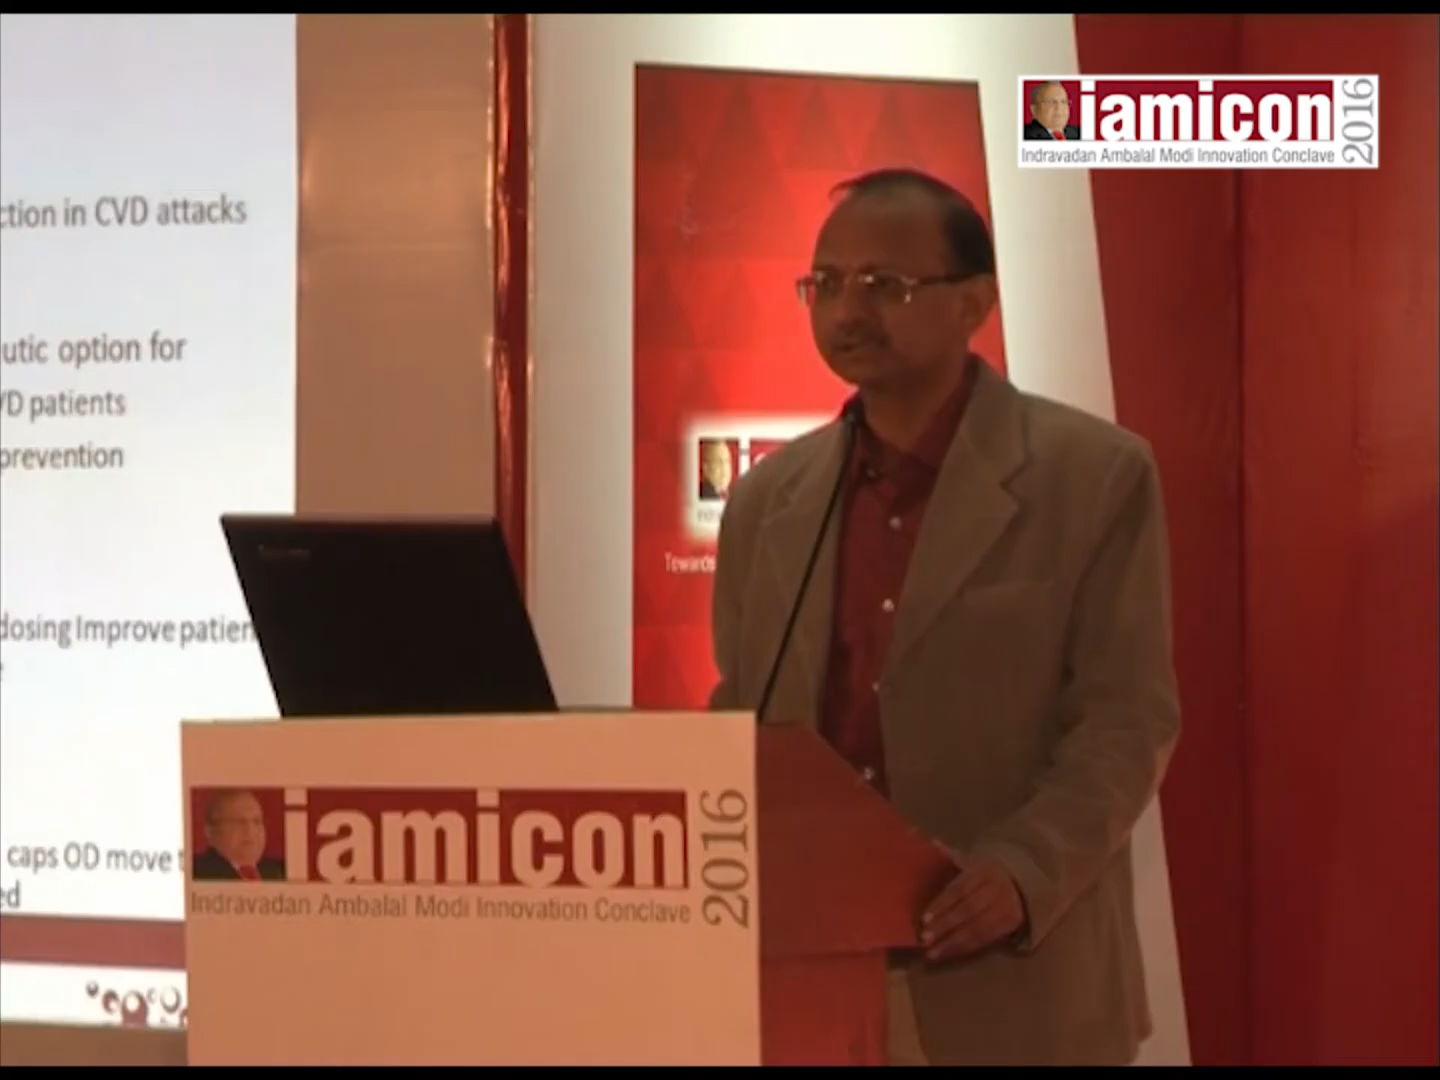 iamicon 2016
Indravadan Ambalal Modi Innovation Conclave
ction in CVD attacks
utic option for
VD patients
prevention
Towards
dosing Improve patien
caps OD move t
ed
iamicon 2016
Indravadan Ambalal Modi Innovation Conclave